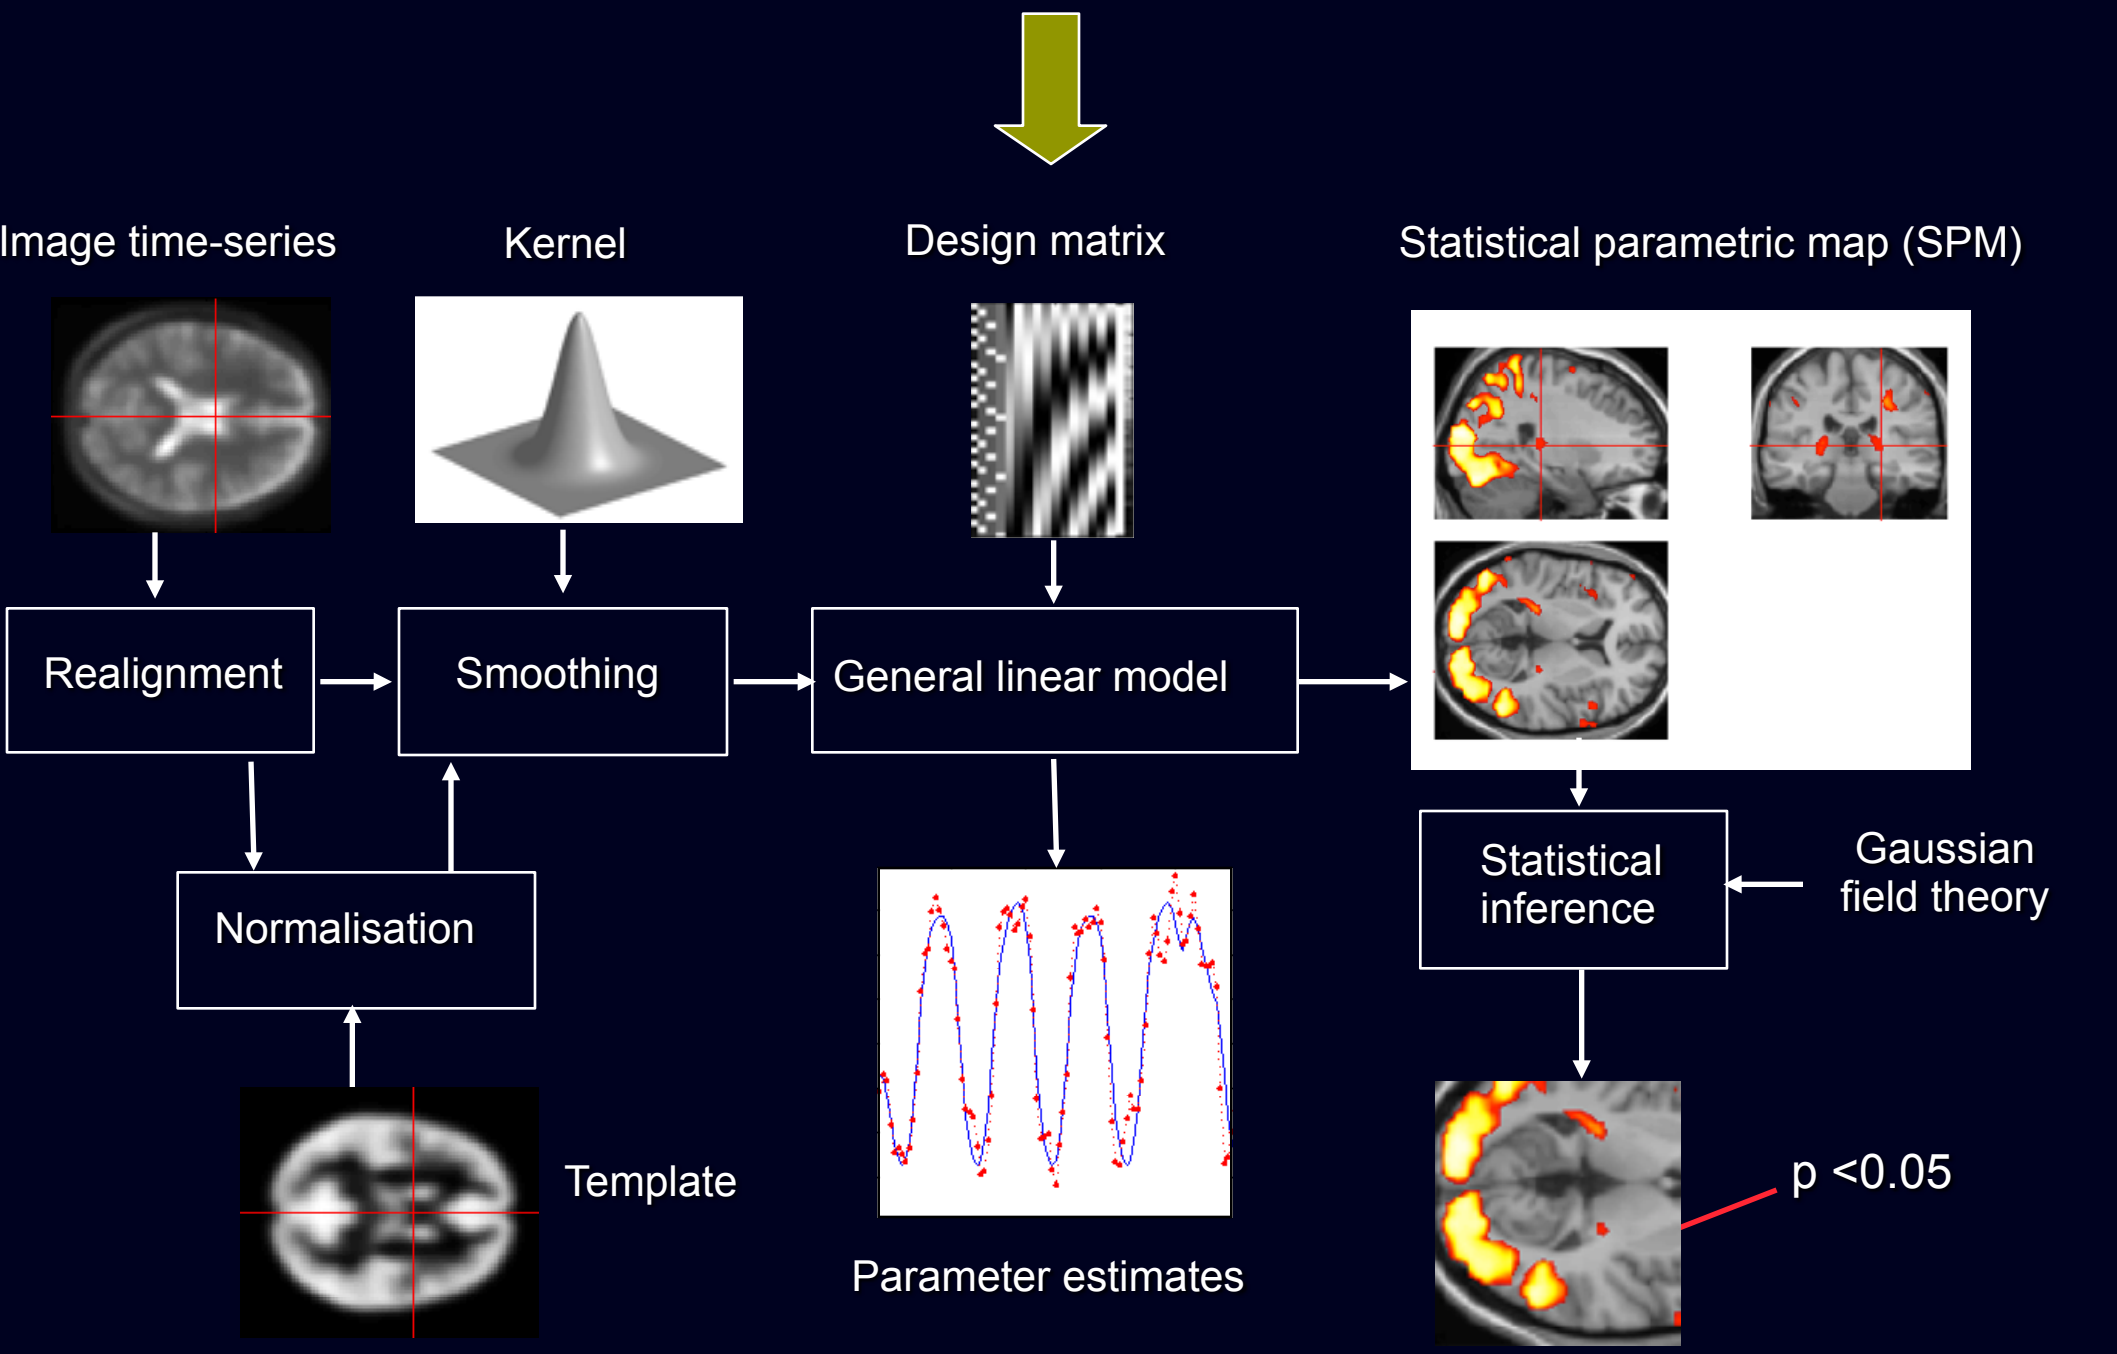 Image time-series
Kernel
Design matrix
Statistical parametric map (SPM)
Realignment
Smoothing
General linear model
Normalisation
Statistical
inference
Gaussian
field theory
Template
p <0.05
Parameter estimates